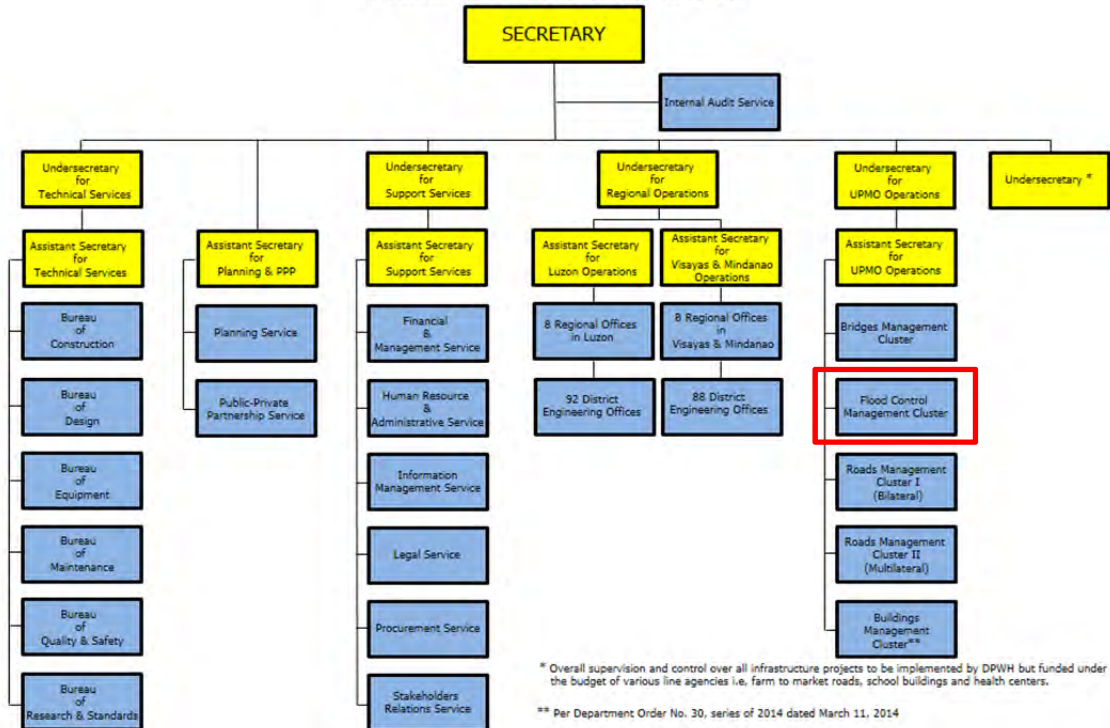 SECRETARY
Internal Audit Service
Undersecretary
for
Technical Services
Undersecretary
for
Support Services
Undersecretary
for
Regional Operations
Undersecretary
for
UPMO Operations
Undersecretary *
Assistant Secretary
for
Technical Services
Assistant Secretary
for
Planning & PPP
Assistant Secretary
for
Support Services
Assistant Secretary
for
Luzon Operations
Assistant Secretary
for
Visayas & Mindanao
Operations
Assistant Secretary
for
UPMO Operations
Bureau
of
Construction
Planning Service
Financial
&
Management Service
8 Regional Offices
in Luzon
8 Regional Offices
in
Visayas & Mindanao
Bridges Management
Cluster
Bureau
of
Design
Public-Private
Partnership Service
Human Resource
&
Administrative Service
92 District
Engineering Offices
88 District
Engineering Offices
Flood Control
Management Cluster
Bureau
of
Equipment
Information
Management Service
Roads Management
Cluster I
(Bilateral)
Bureau
of
Maintenance
Legal Service
Roads Management
Cluster II
(Multilateral)
Bureau
of
Quality & Safety
Procurement Service
Buildings
Management
Cluster**
Bureau
of
Research & Standards
Stakeholders
Relations Service
* Overall supervision and control over all infrastructure projects to be implemented by DPWH but funded under
the budget of various line agencies i.e, farm to market roads, school buildings and health centers.
** Per Department Order No. 30, series of 2014 dated March 11, 2014